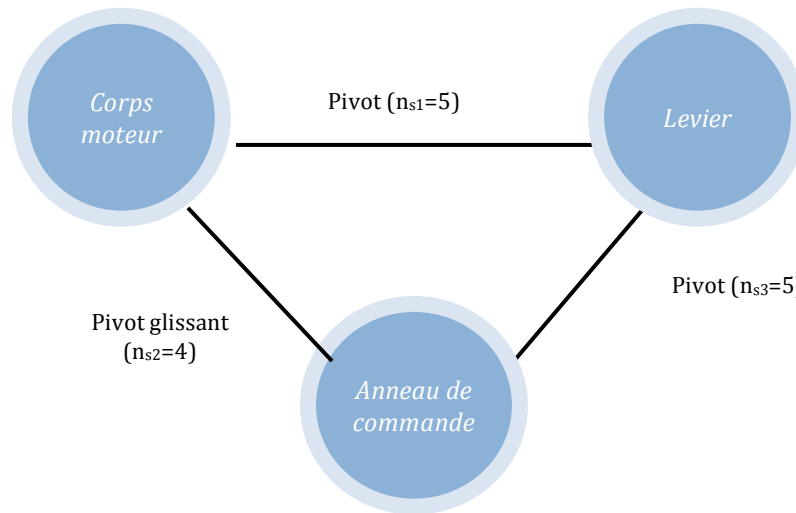 Corps
moteur
Pivot (ns1=5)
Levier
Pivot glissant
(ns2=4)
Pivot (ns3=5)
Anneau de
commande